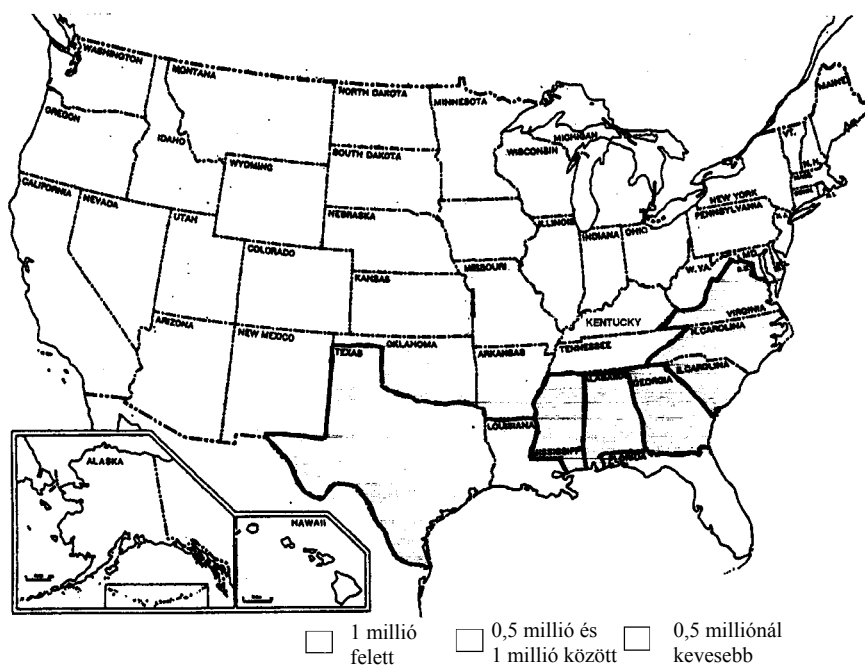 WASHINGTON
MONTANA
NORTH DAKOTA
MINNESOTA
MAINE
OREGON
IDAHO
SOUTH DAKOTA
WISCONSIN
MICHIGAN
VT.
N.H.
WYOMING
CALIFORNIA
NEVADA
UTAH
NEBRASKA
ILLINOIS
INDIANA
OHIO
NEW YORK
PENNSYLVANIA
COLORADO
KANSAS
MISSOURI
W. VA.
KENTUCKY
VIRGINIA
ARIZONA
NEW MEXICO
TEXAS
OKLAHOMA
ARKANSAS
TENNESSEE
N. CAROLINA
S. CAROLINA
ALABAMA
GEORGIA
LOUISIANA
MISSISSIPPI
FLORIDA
ALASKA
HAWAII
1 millió
felett
0,5 millió és
1 millió között
0,5 milliónál
kevesebb